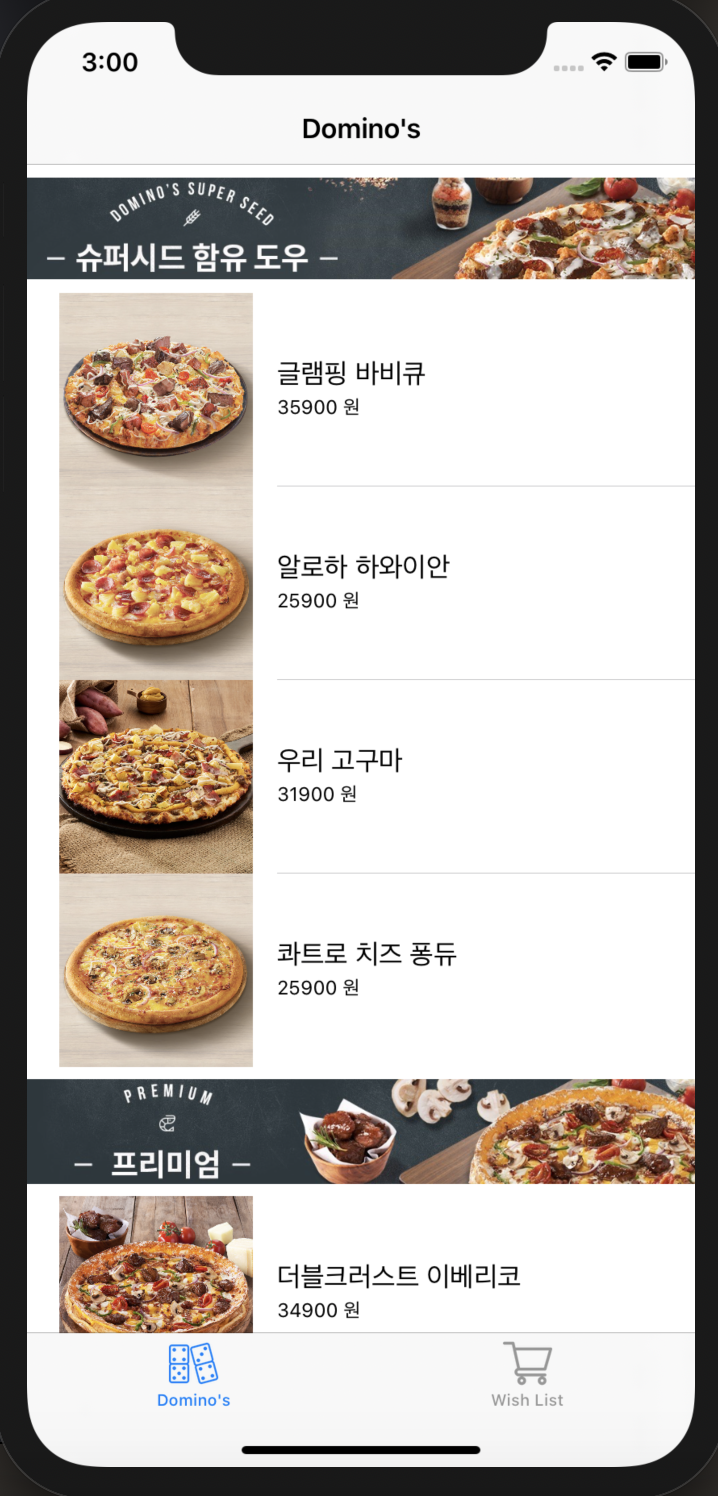 3:00
Domino's
DOMINO'S SUPER SEED
슈퍼시드 함유 도우
글램핑 바비큐
35900 원
알로하 하와이안
25900 원
우리 고구마
31900 원
콰트로 치즈 퐁듀
25900 원
PREMIUM
프리미엄
더블크러스트 이베리코
34900 원
Domino's
Wish List